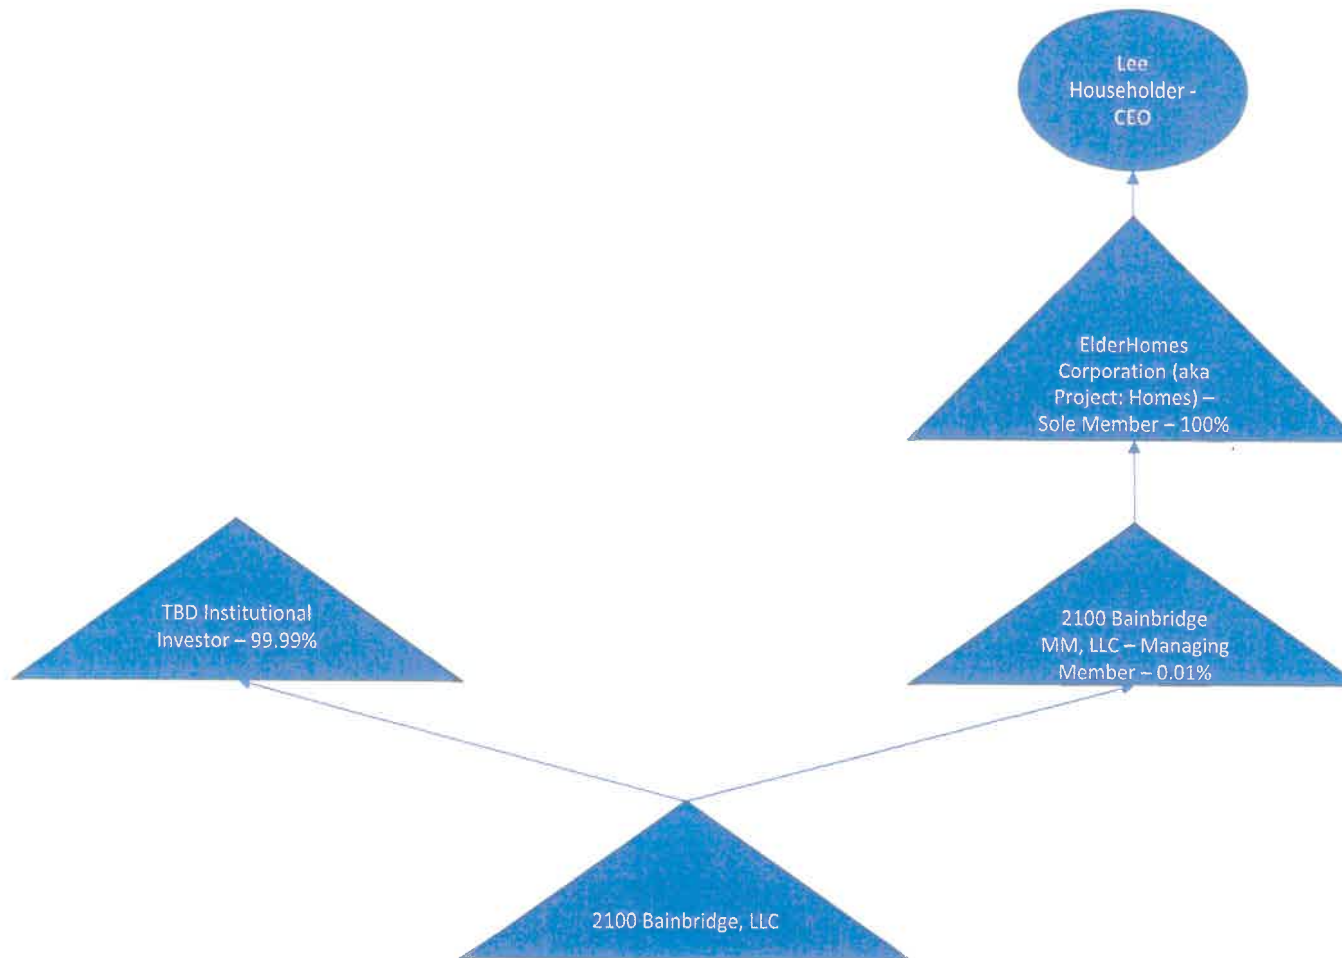 Lee
Householder -
CEO
ElderHomes
Corporation (aka
Project: Homes) –
Sole Member – 100%
TBD Institutional
Investor – 99.99%
2100 Bainbridge
MM, LLC – Managing
Member – 0.01%
2100 Bainbridge, LLC